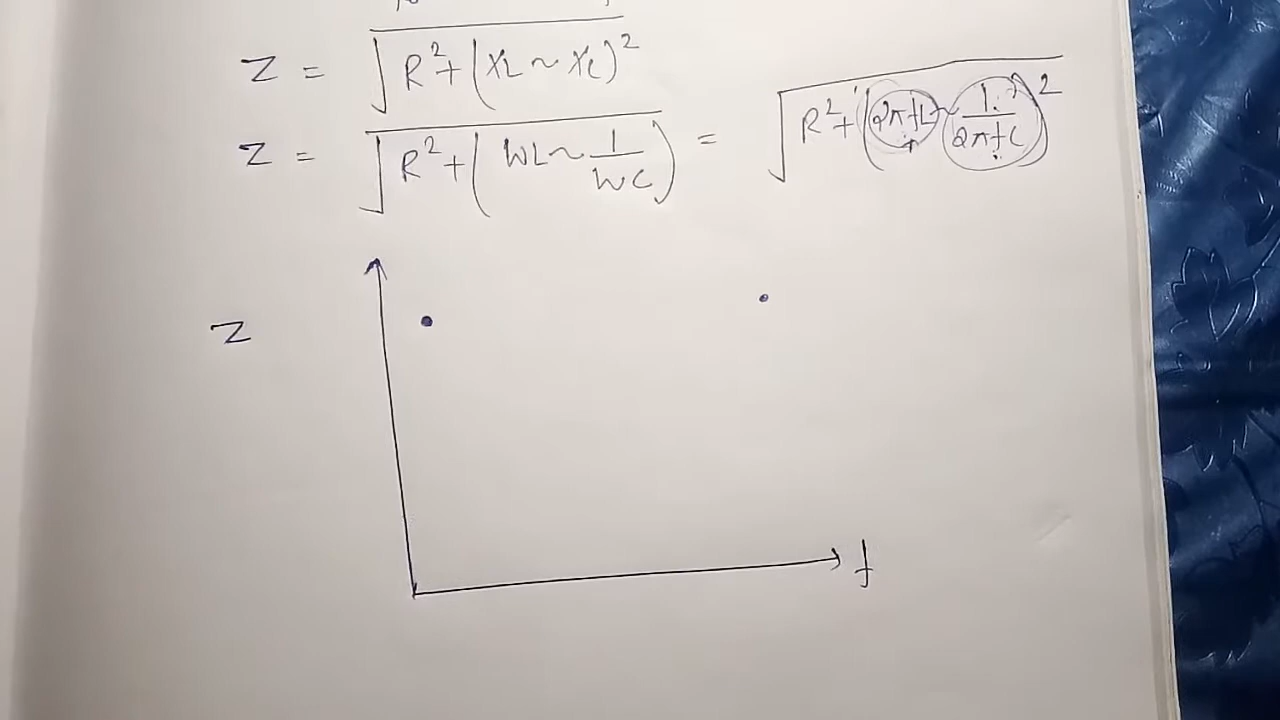 Z = √R²+(XL~XC)²
Z = √R²+(WL~1/WC) = √R²+(2πfL~1/2πfC)²
Z
f